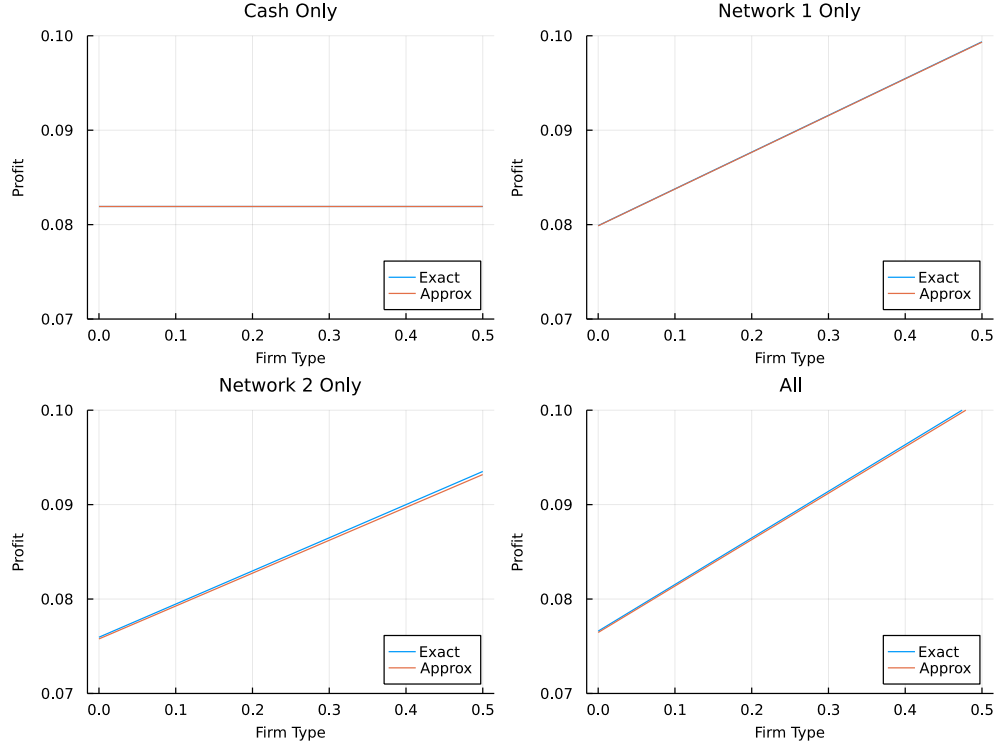 Cash Only
0.10
0.09
0.08
0.07
Profit
0.0 0.1 0.2 0.3 0.4 0.5
Firm Type
Exact
Approx
Network 1 Only
0.10
0.09
0.08
0.07
Profit
0.0 0.1 0.2 0.3 0.4 0.5
Firm Type
Exact
Approx
Network 2 Only
0.10
0.09
0.08
0.07
Profit
0.0 0.1 0.2 0.3 0.4 0.5
Firm Type
Exact
Approx
All
0.10
0.09
0.08
0.07
Profit
0.0 0.1 0.2 0.3 0.4 0.5
Firm Type
Exact
Approx